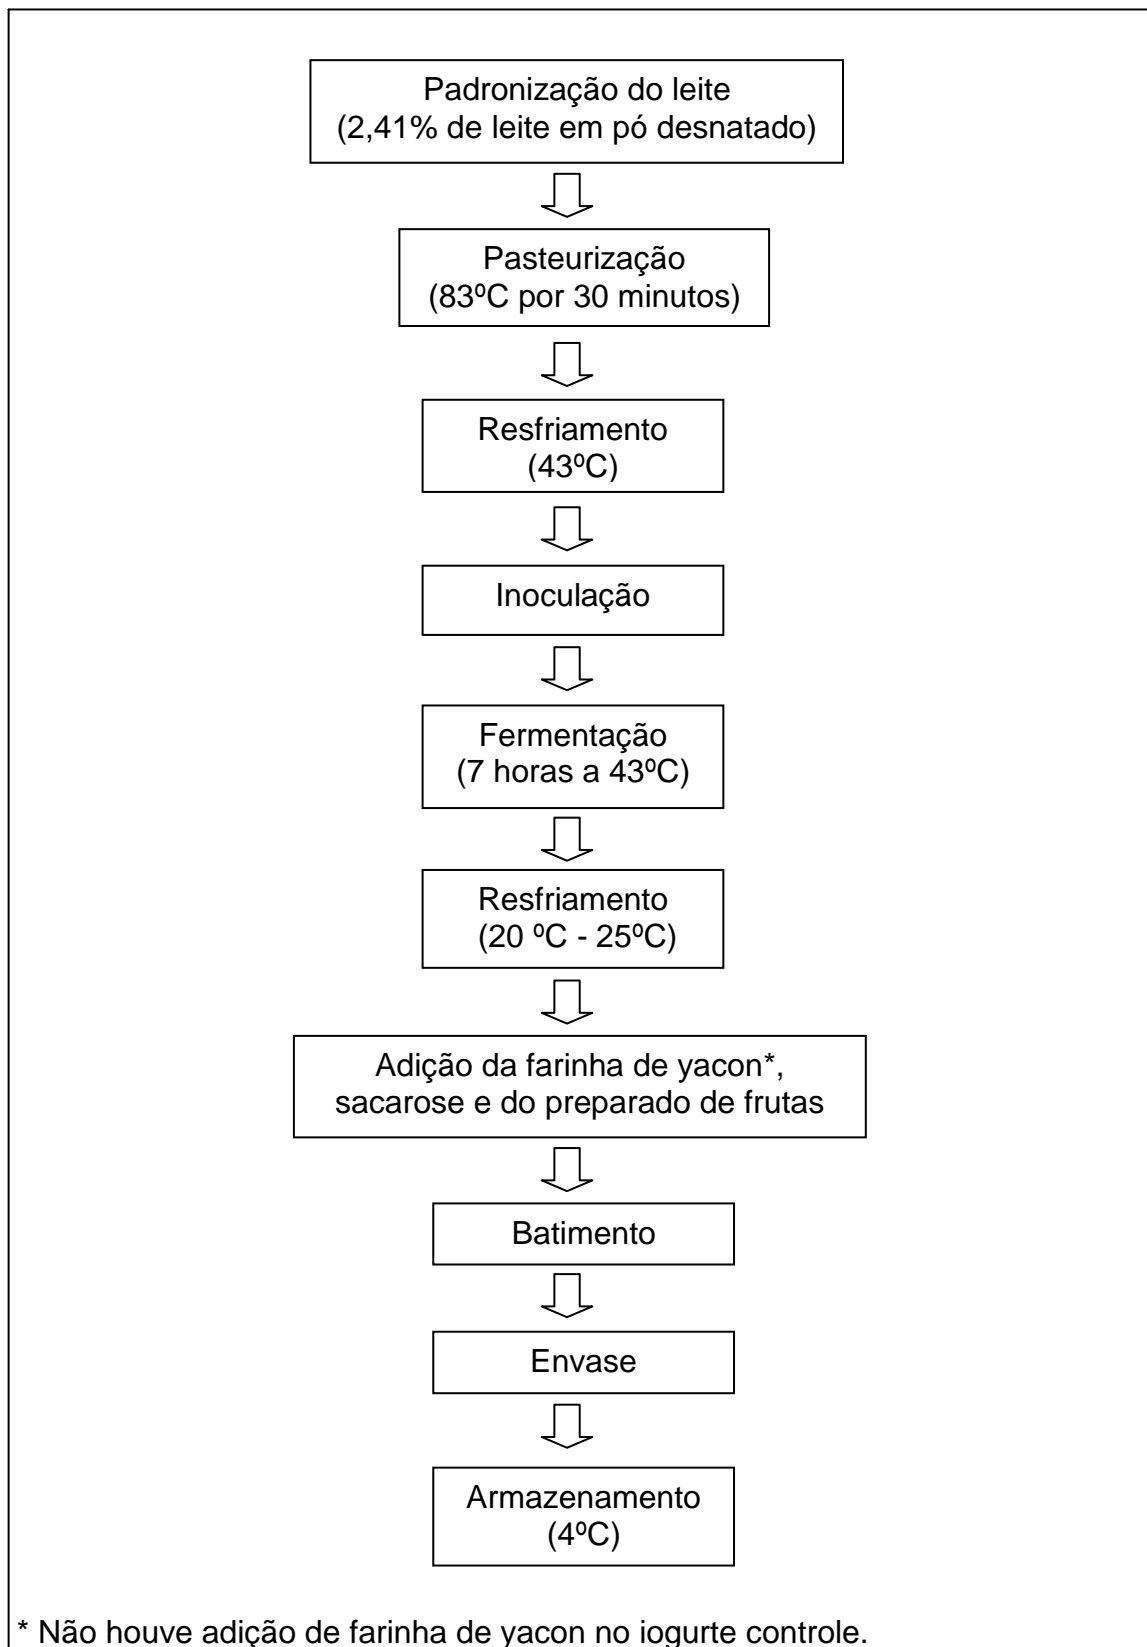 Padronização do leite
(2,41% de leite em pó desnatado)
Pasteurização
(83ºC por 30 minutos)
Resfriamento
(43ºC)
Inoculação
Fermentação
(7 horas a 43ºC)
Resfriamento
(20 ºC - 25ºC)
Adição da farinha de yacon*,
sacarose e do preparado de frutas
Batimento
Envase
Armazenamento
(4ºC)
* Não houve adição de farinha de yacon no iogurte controle.